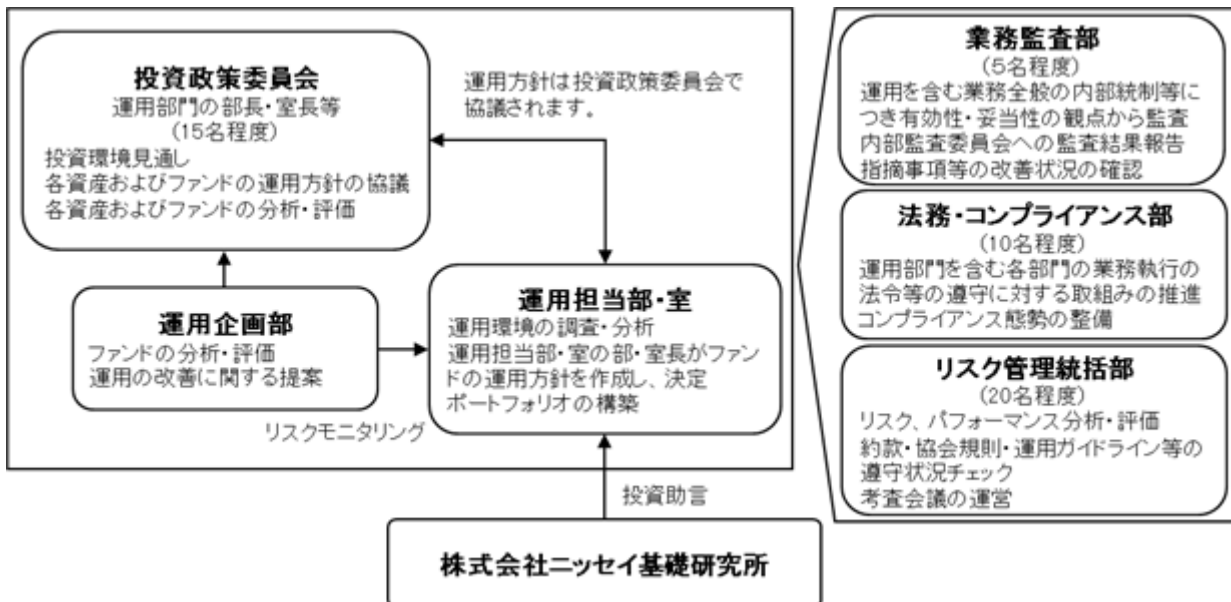 投資政策委員会
運用部門の部長・室長等
(15名程度)
投資環境見通し
各資産およびファンドの運用方針の協議
各資産およびファンドの分析・評価
運用方針は投資政策委員会で
協議されます。
運用企画部
ファンドの分析・評価
運用の改善に関する提案
リスクモニタリング
運用担当部・室
運用環境の調査・分析
運用担当部・室の部・室長がファン
ドの運用方針を作成し、決定
ポートフォリオの構築
投資助言
株式会社ニッセイ基礎研究所
業務監査部
(5名程度)
運用を含む業務全般の内部統制等に
つき有効性・妥当性の観点から監査
内部監査委員会への監査結果報告
指摘事項等の改善状況の確認
法務・コンプライアンス部
(10名程度)
運用部門を含む各部門の業務執行の
法令等の遵守に対する取組みの推進
コンプライアンス態勢の整備
リスク管理統括部
(20名程度)
リスク、パフォーマンス分析・評価
約款・協会規則・運用ガイドライン等の
遵守状況チェック
考査会議の運営